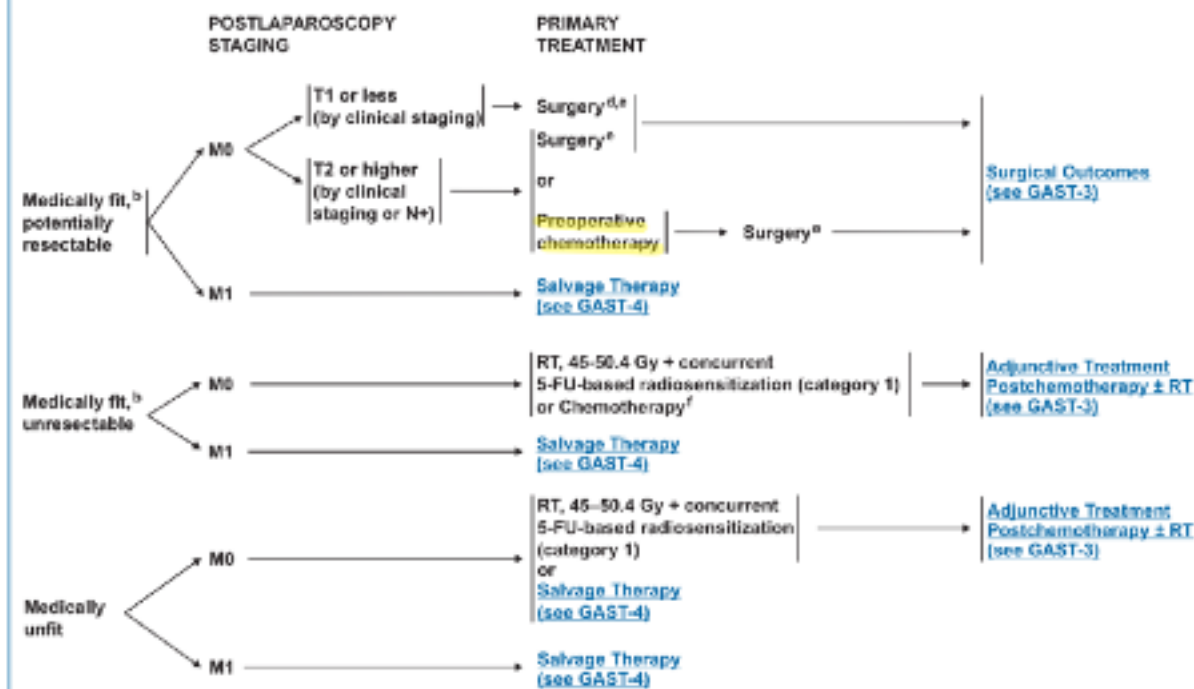 POSTLAPAROSCOPY
STAGING
PRIMARY
TREATMENT
Medically fit,b
potentially
resectable
M0
T1 or less
(by clinical staging)
Surgeryd,e
T2 or higher
(by clinical
staging or N+)
Surgerye
or
Preoperative
chemotherapy
Surgerye
Surgical Outcomes
(see GAST-3)
M1
Salvage Therapy
(see GAST-4)
Medically fit,b
unresectable
M0
RT, 45-50.4 Gy + concurrent
5-FU-based radiosensitization (category 1)
or Chemotherapyf
Adjunctive Treatment
Postchemotherapy ± RT
(see GAST-3)
M1
Salvage Therapy
(see GAST-4)
Medically
unfit
M0
RT, 45–50.4 Gy + concurrent
5-FU-based radiosensitization
(category 1)
or
Salvage Therapy
(see GAST-4)
Adjunctive Treatment
Postchemotherapy ± RT
(see GAST-3)
M1
Salvage Therapy
(see GAST-4)